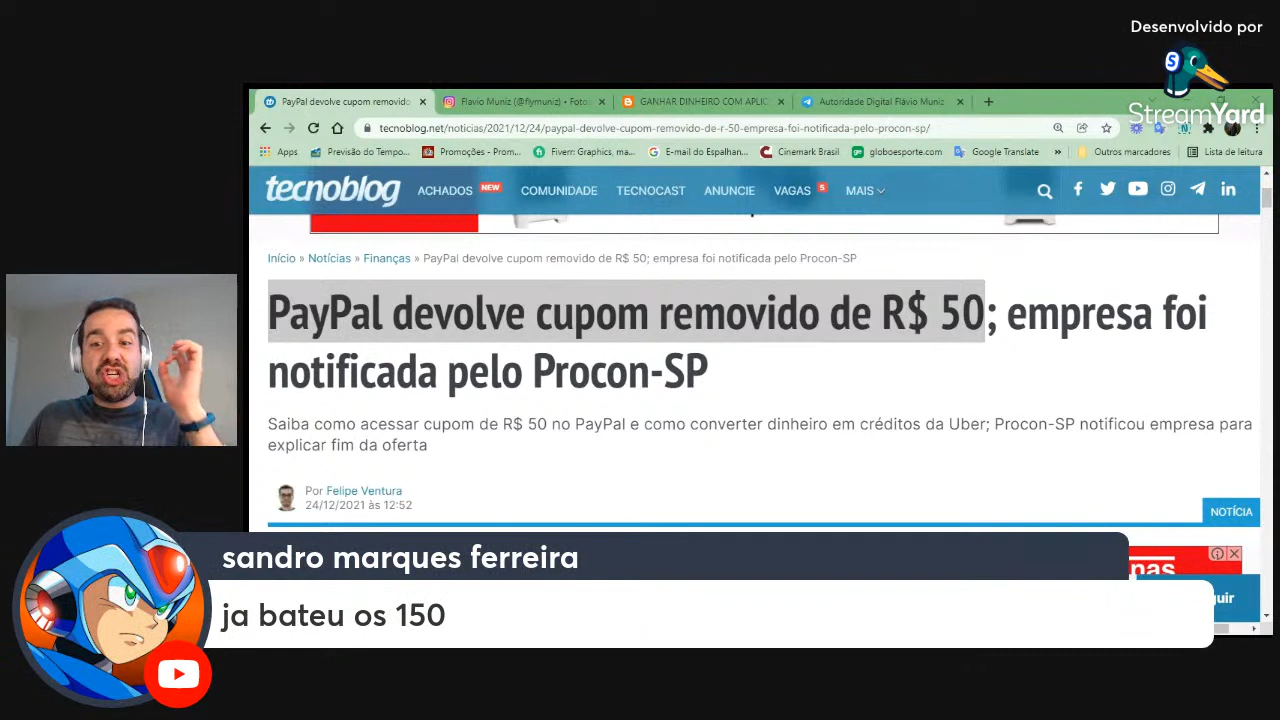 Desenvolvido por
StreamYard
PayPal devolve cupom removido
Flavio Muniz (@flymuniz) • Foto
GANHAR DINHEIRO COM APLIC
Autoridade Digital Flávio Muniz
tecnoblog.net/noticias/2021/12/24/paypal-devolve-cupom-removido-de-r-50-empresa-foi-notificada-pelo-procon-sp/
Apps
Previsão do Tempo...
Promoções - Prom...
Fiverr: Graphics, ma...
E-mail do Espalhan...
Cinemark Brasil
globoesporte.com
Google Translate
»
Outros marcadores
Lista de leitura
tecnoblog
ACHADOS NEW
COMUNIDADE
TECNOCAST
ANUNCIE
VAGAS 5
MAIS
Início » Notícias » Finanças » PayPal devolve cupom removido de R$ 50; empresa foi notificada pelo Procon-SP
PayPal devolve cupom removido de R$ 50; empresa foi
notificada pelo Procon-SP
Saiba como acessar cupom de R$ 50 no PayPal e como converter dinheiro em créditos da Uber; Procon-SP notificou empresa para
explicar fim da oferta
Por Felipe Ventura
24/12/2021 às 12:52
NOTÍCIA
sandro marques ferreira
ja bateu os 150